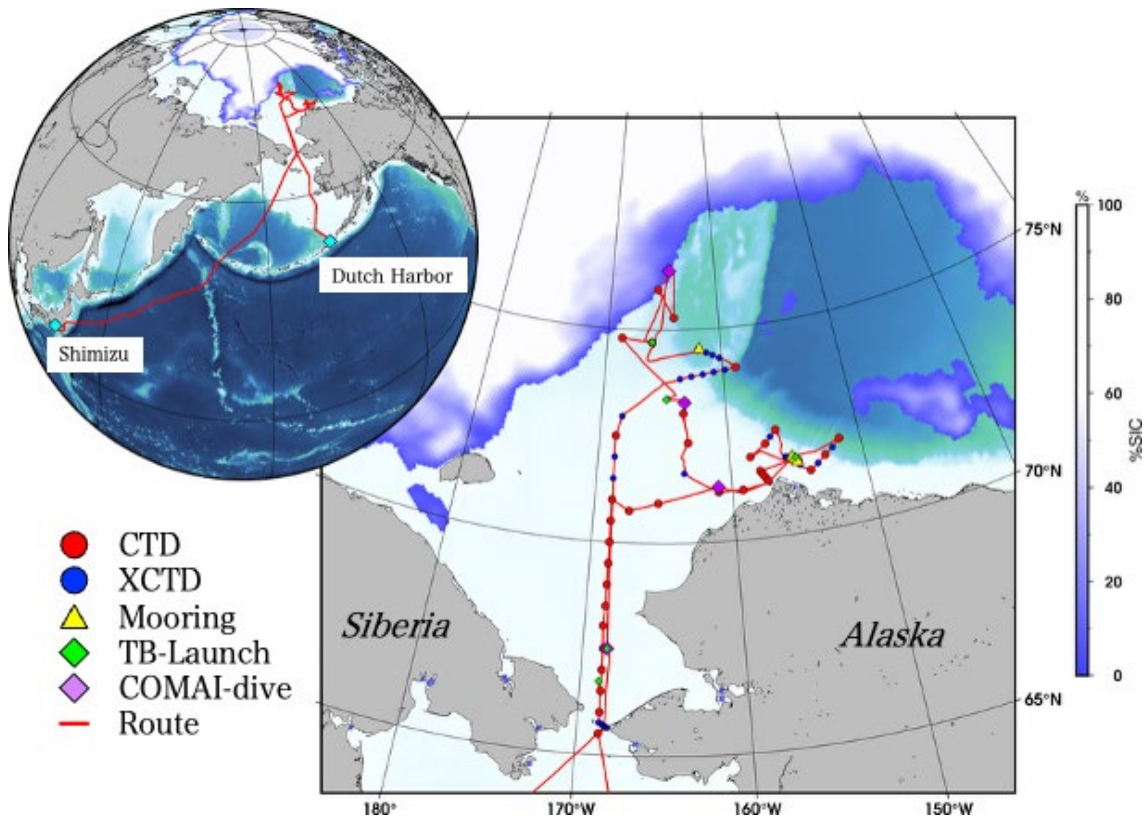 Dutch Harbor
Shimizu
CTD
XCTD
Mooring
TB-Launch
COMAI-dive
Route
Siberia
Alaska
75°N
70°N
65°N
180°
170°W
160°W
150°W
%
100
80
60
40
20
0
%SIC